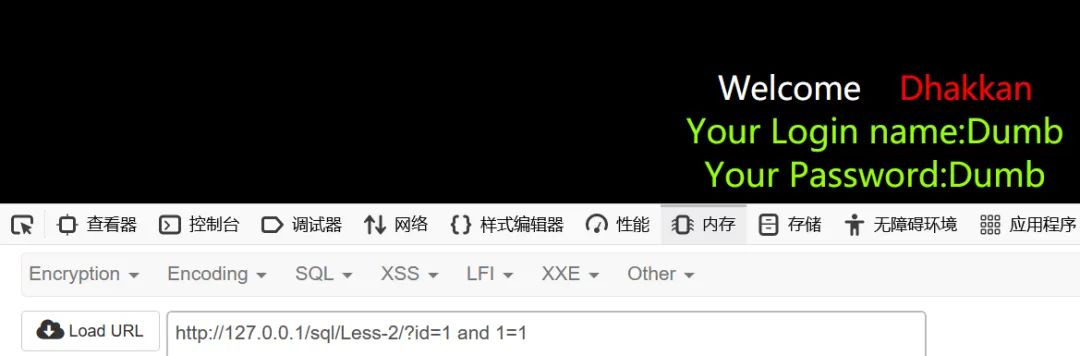 Welcome Dhakkan
Your Login name:Dumb
Your Password:Dumb
查看器 控制台 调试器 网络 样式编辑器 性能 内存 存储 无障碍环境 应用程序
Encryption Encoding SQL XSS LFI XXE Other
Load URL http://127.0.0.1/sql/Less-2/?id=1 and 1=1